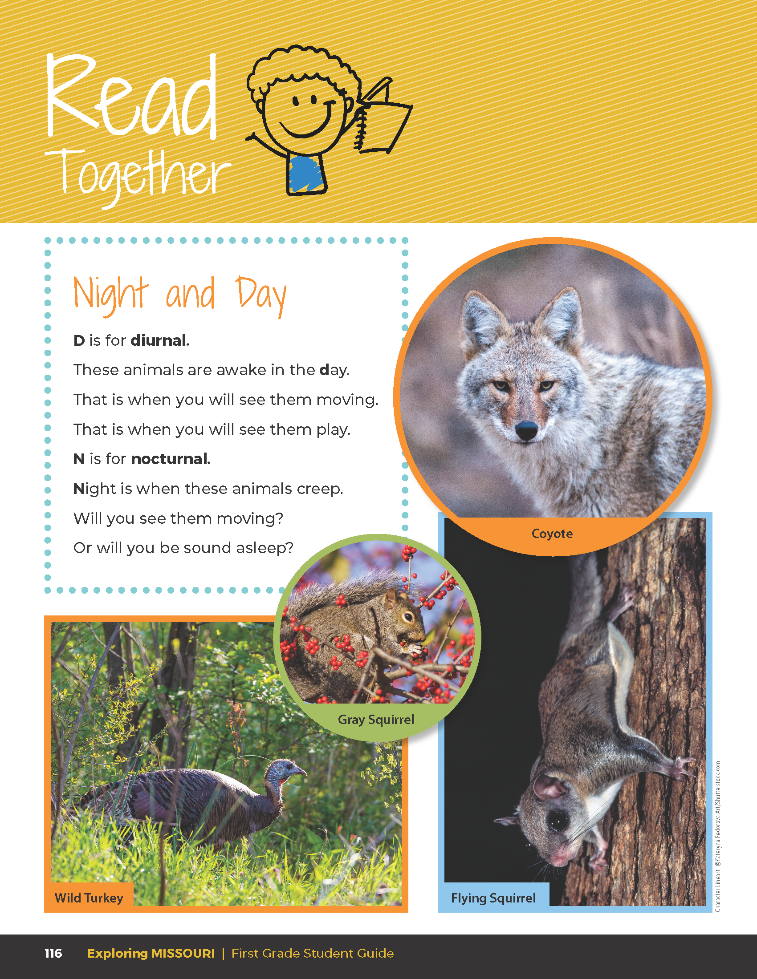 Read
Together
Night and Day
D is for diurnal.
These animals are awake in the day.
That is when you will see them moving.
That is when you will see them play.
N is for nocturnal.
Night is when these animals creep.
Will you see them moving?
Or will you be sound asleep?
Coyote
Gray Squirrel
Wild Turkey
Flying Squirrel
116 Exploring MISSOURI | First Grade Student Guide